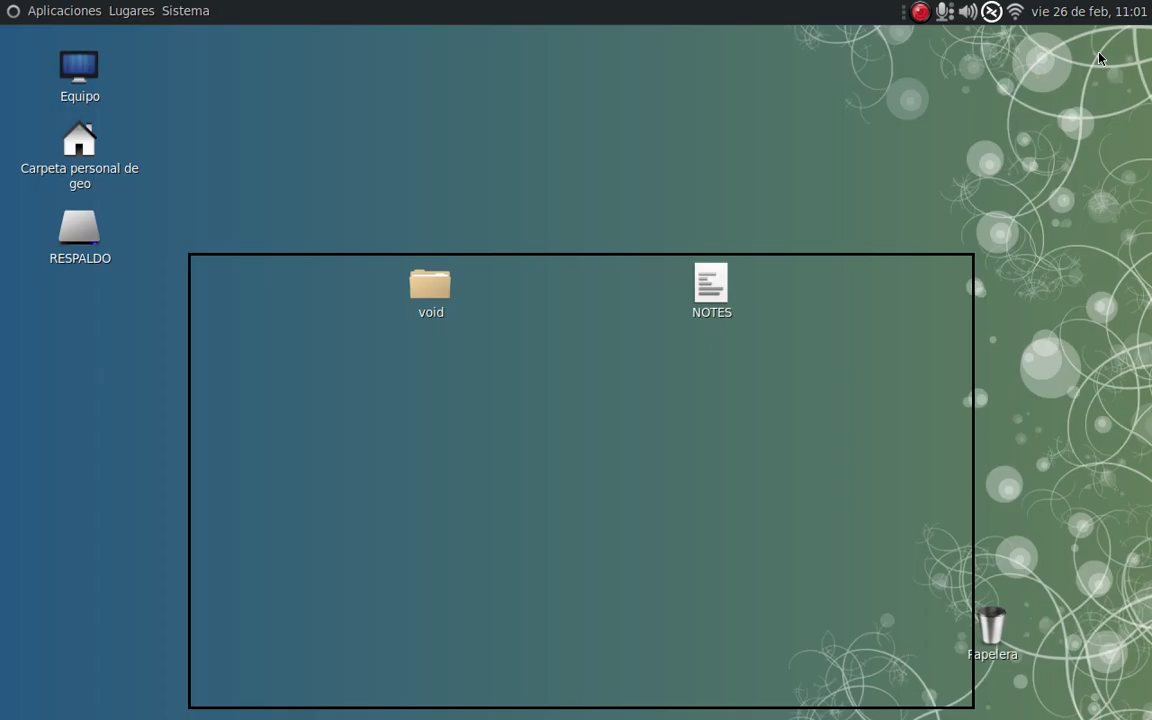 Aplicaciones Lugares Sistema
vie 26 de feb, 11:01
Equipo
Carpeta personal de
geo
RESPALDO
void
NOTES
Papelera